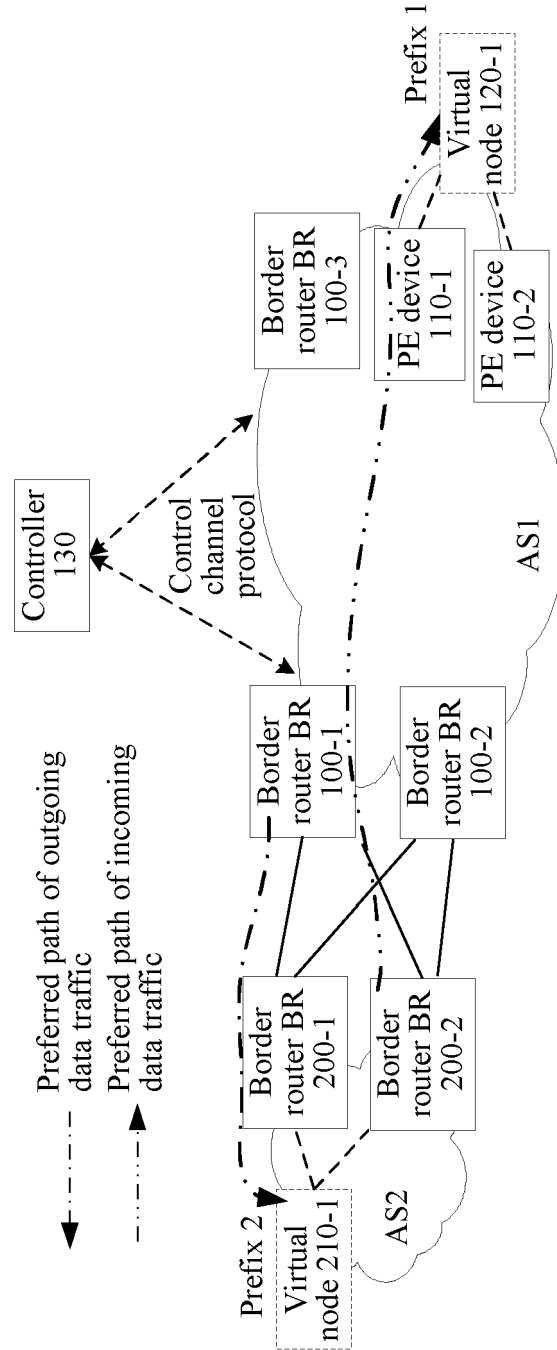 Preferred path of outgoing
data traffic
Preferred path of incoming
data traffic
Controller
130
Control
channel
protocol
Prefix 2
Virtual
node 210-1
AS2
Border
router BR
200-1
Border
router BR
200-2
Border
router BR
100-1
Border
router BR
100-2
AS1
Border
router BR
100-3
PE device
110-1
PE device
110-2
Prefix 1
Virtual
node 120-1